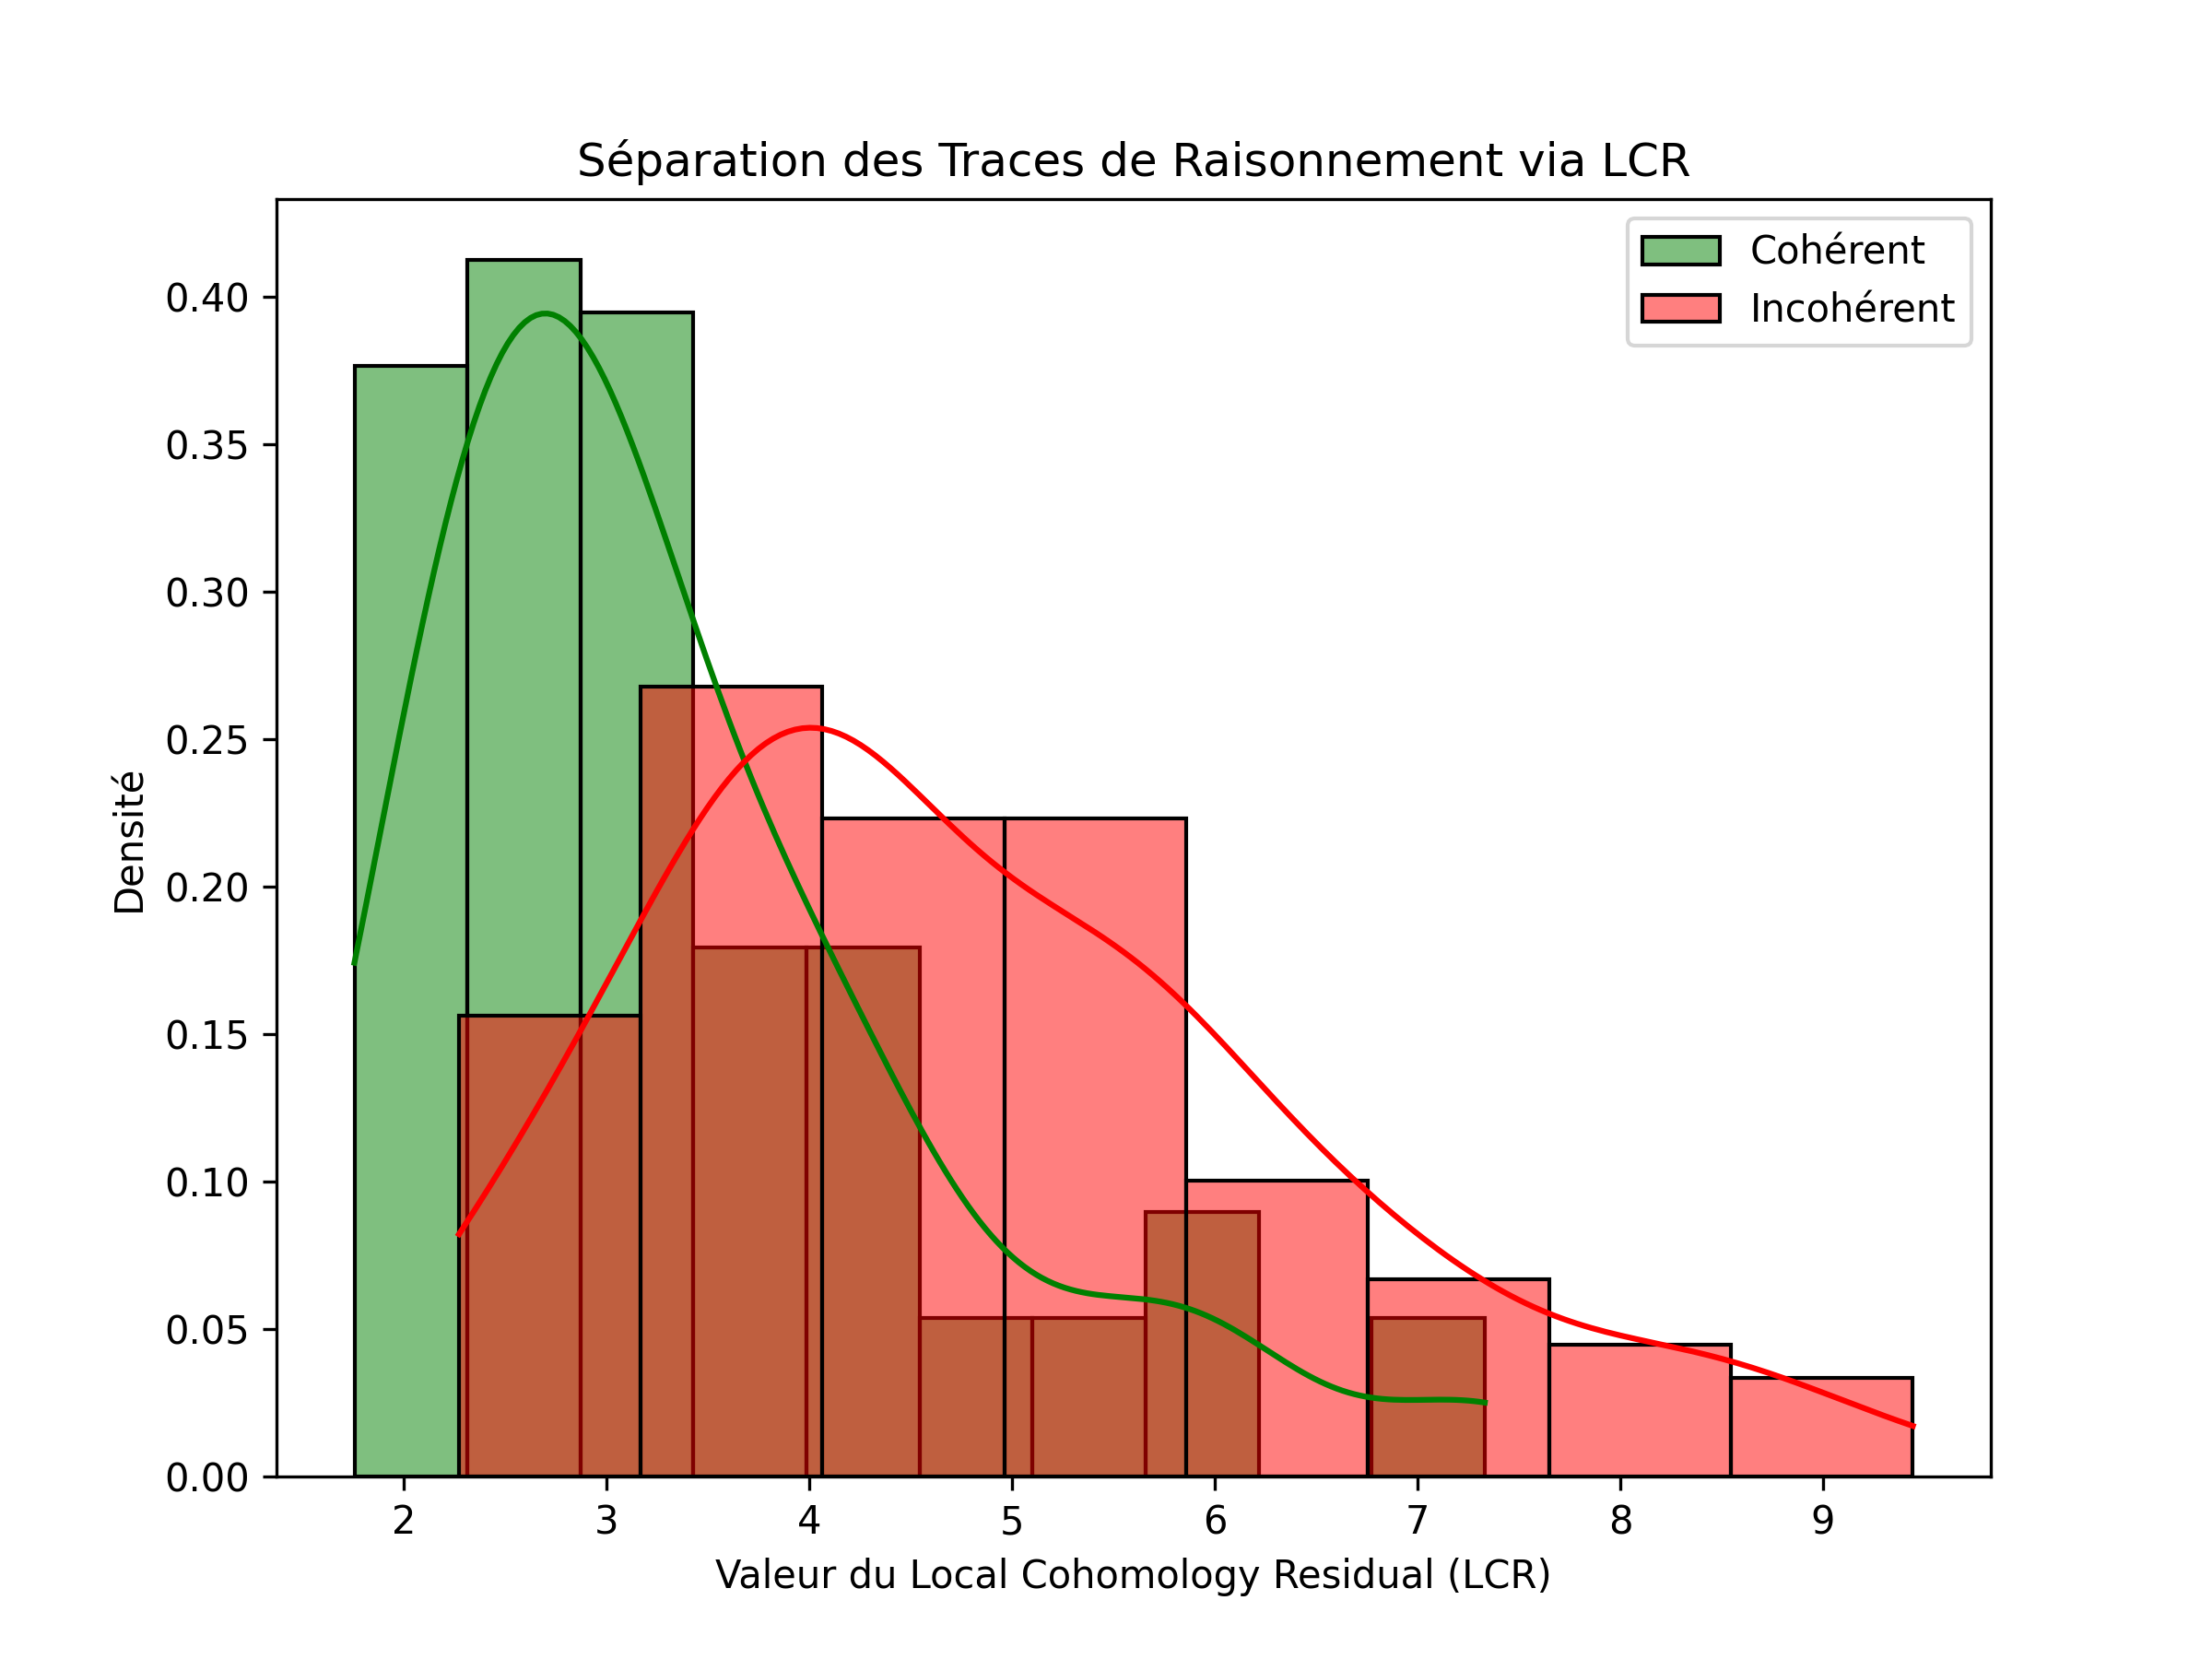 Séparation des Traces de Raisonnement via LCR
Cohérent
Incohérent
0.40
0.35
0.30
0.25
0.20
0.15
0.10
0.05
0.00
Densité
2 3 4 5 6 7 8 9
Valeur du Local Cohomology Residual (LCR)